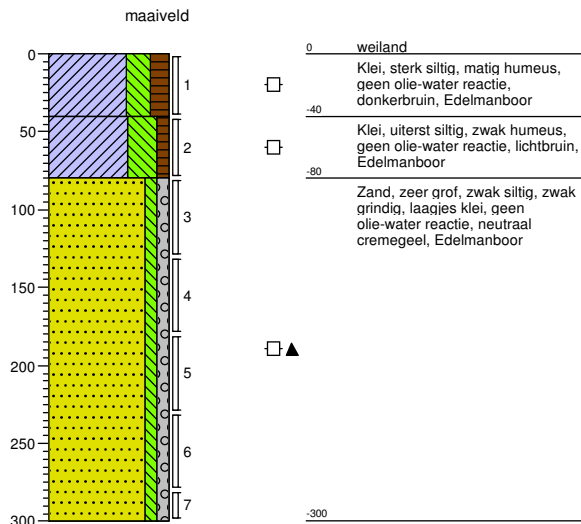 maaiveld
0
50
100
150
200
250
300
1
2
3
4
5
6
7
0
weiland
Klei, sterk siltig, matig humeus,
geen olie-water reactie,
donkerbruin, Edelmanboor
-40
Klei, uiterst siltig, zwak humeus,
geen olie-water reactie, lichtbruin,
Edelmanboor
-80
Zand, zeer grof, zwak siltig, zwak
grindig, laagjes klei, geen
olie-water reactie, neutraal
cremegeel, Edelmanboor
-300